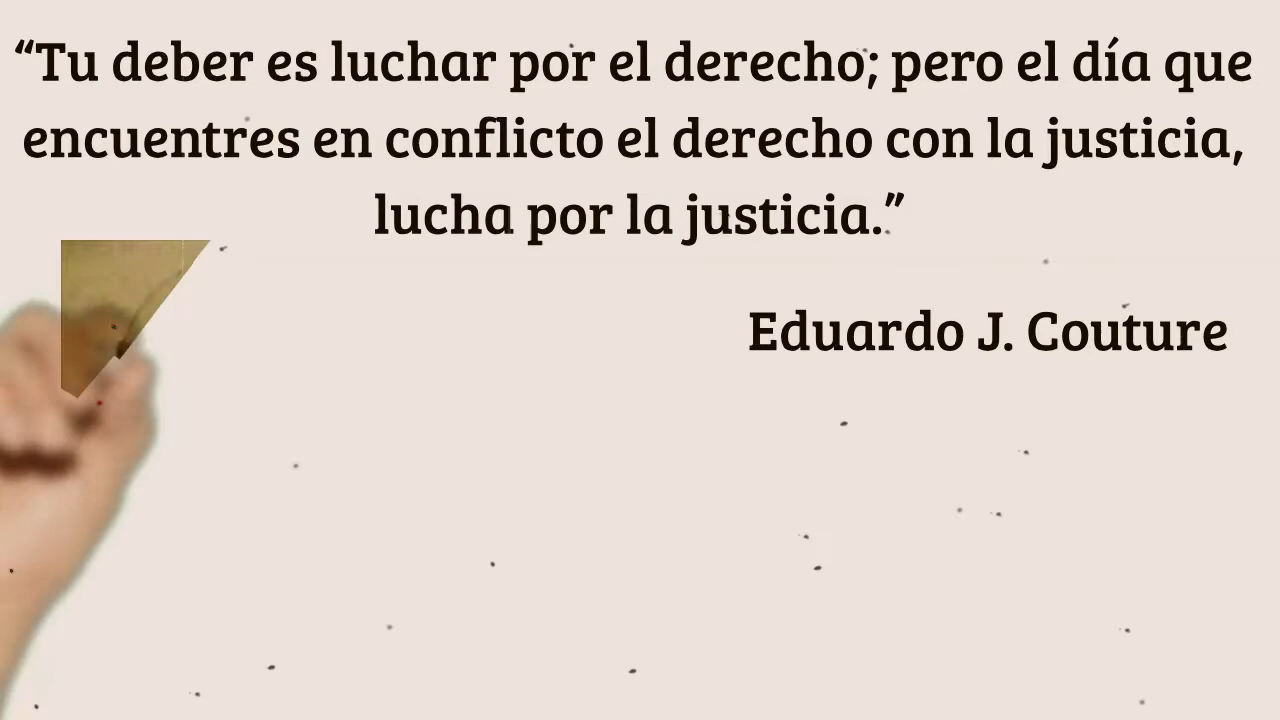 “Tu deber es luchar por el derecho; pero el día que
encuentres en conflicto el derecho con la justicia,
lucha por la justicia.”
Eduardo J. Couture